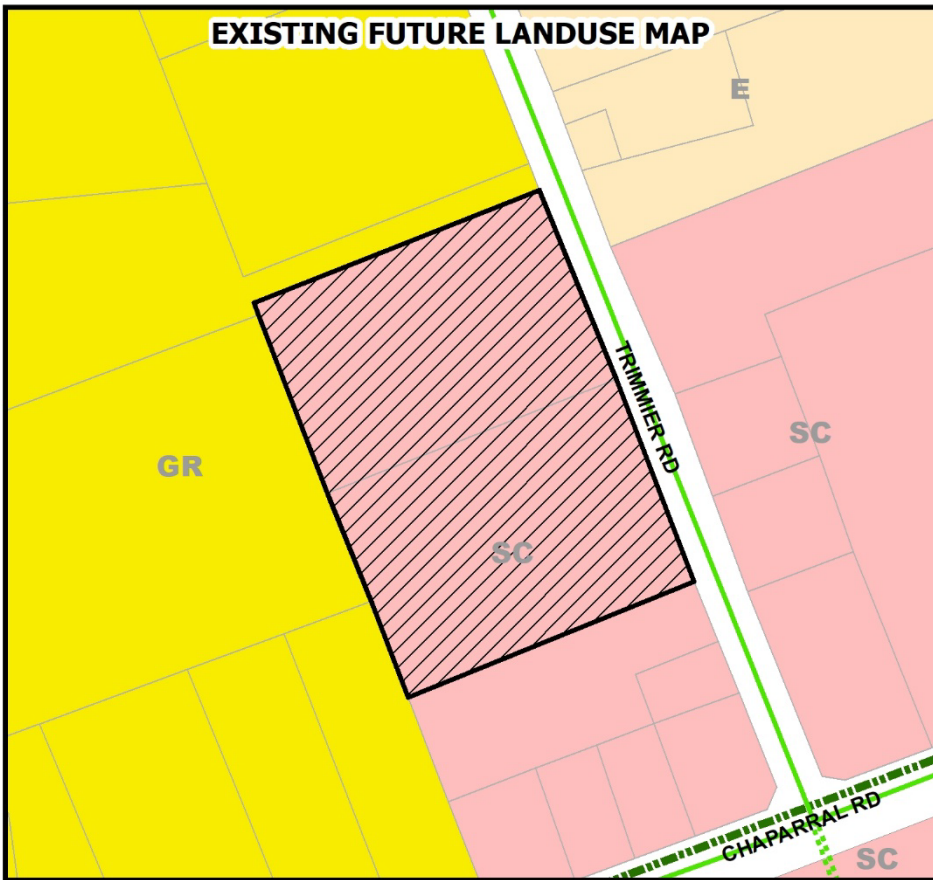 EXISTING FUTURE LANDUSE MAP
E
TRIMMIER RD
SC
GR
SC
CHAPARRAL RD
SC